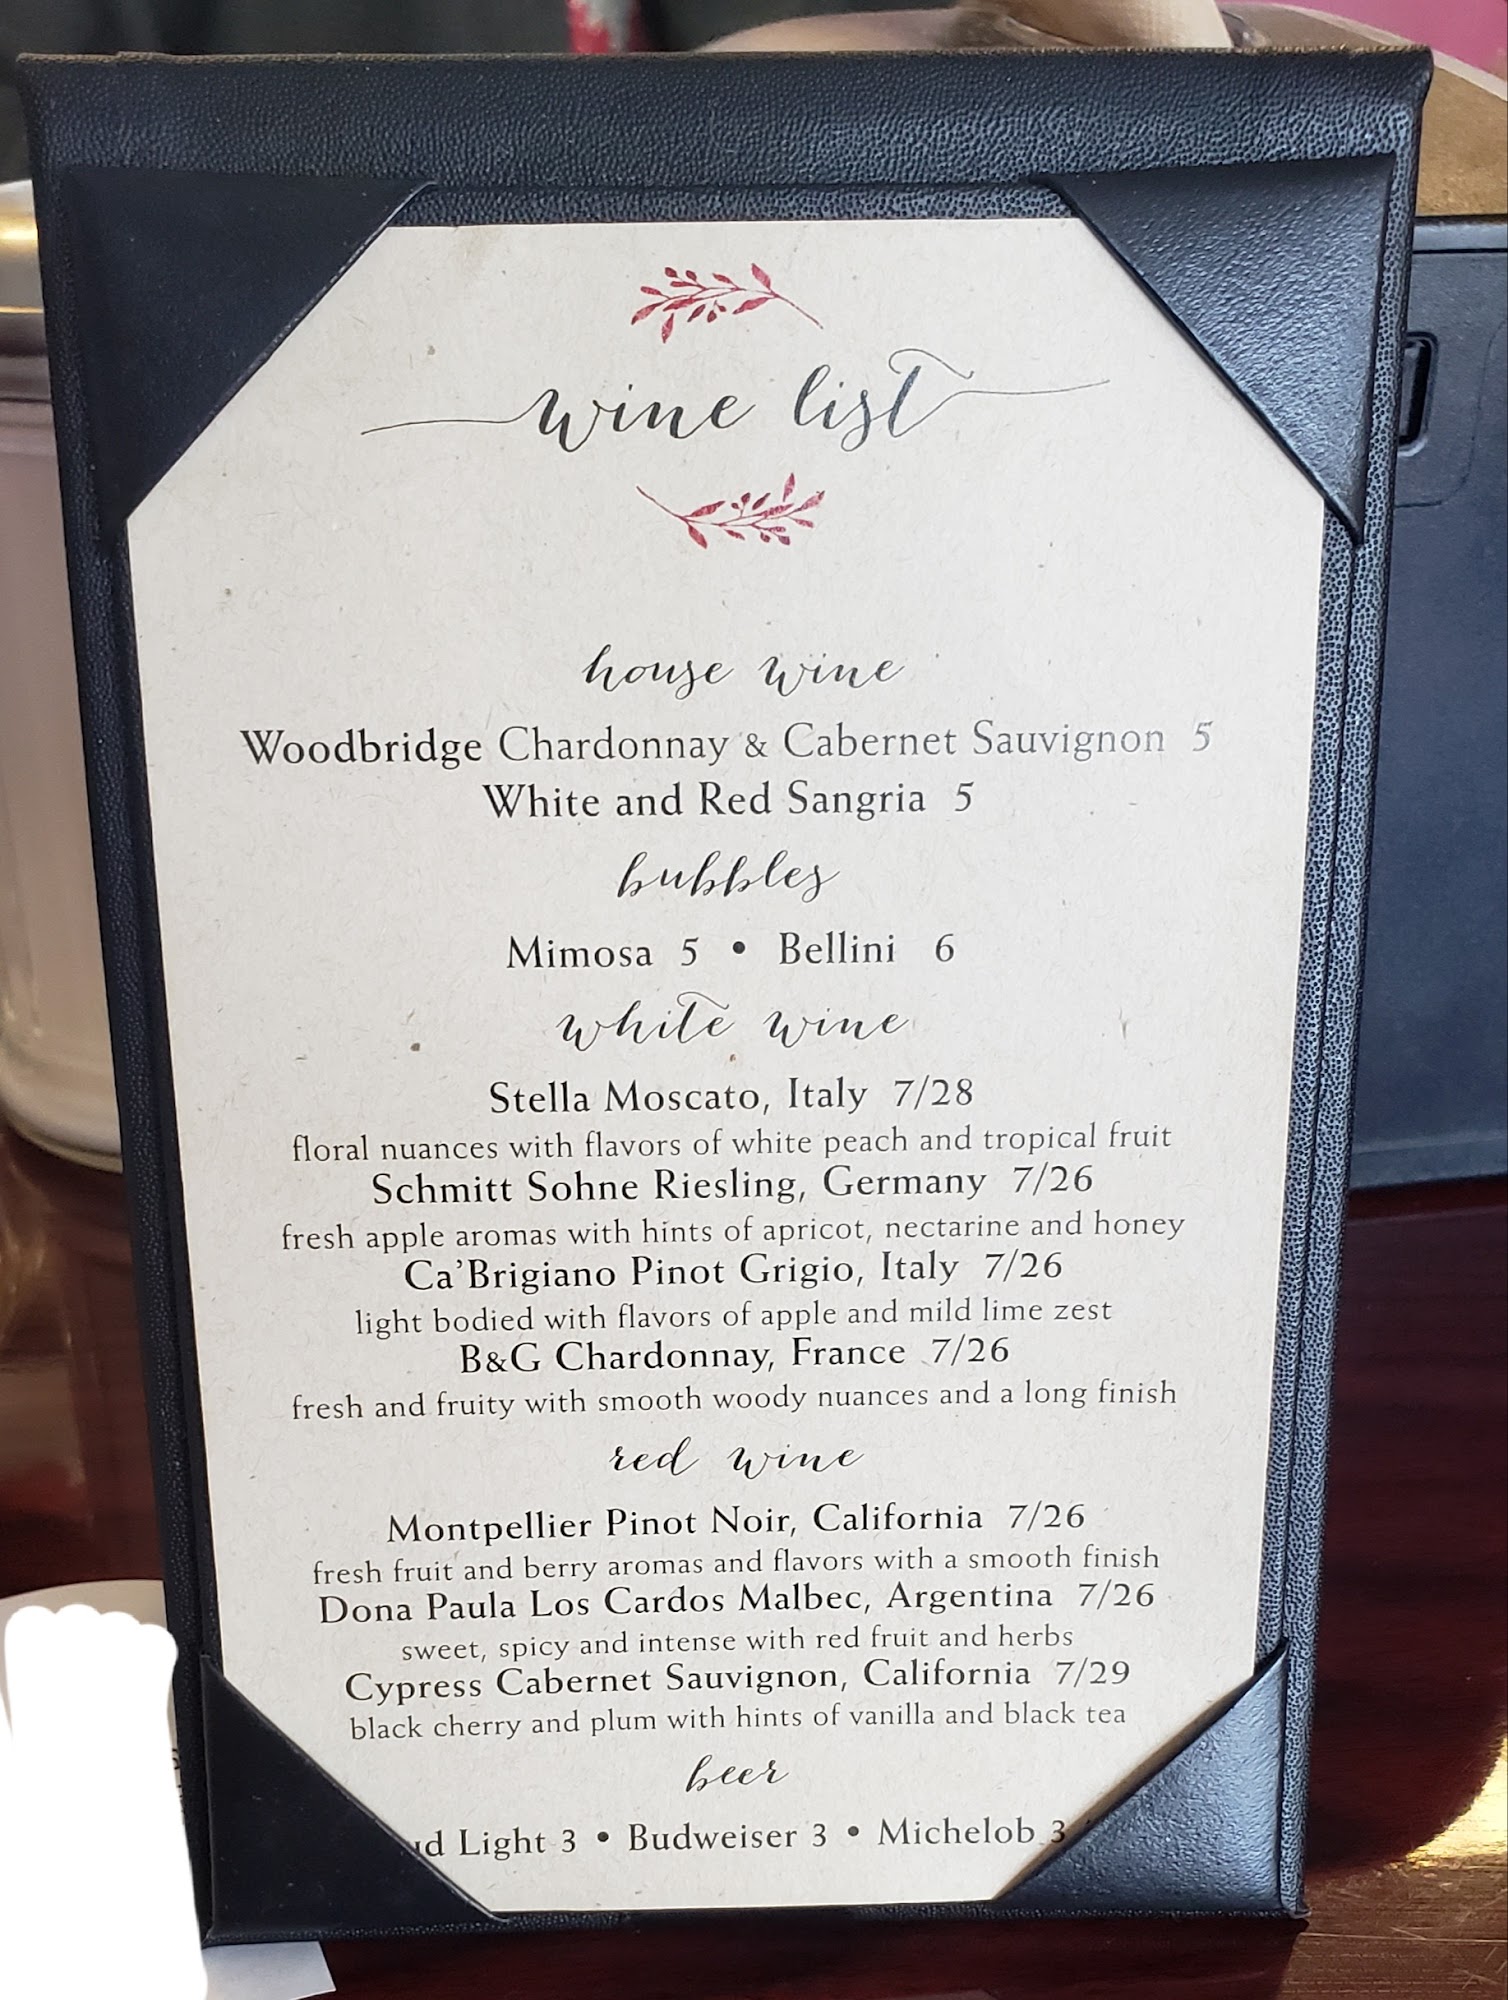 wine list
house wine
Woodbridge Chardonnay & Cabernet Sauvignon 5
White and Red Sangria 5
bubbles
Mimosa 5 • Bellini 6
white wine
Stella Moscato, Italy 7/28
floral nuances with flavors of white peach and tropical fruit
Schmitt Sohne Riesling, Germany 7/26
fresh apple aromas with hints of apricot, nectarine and honey
Ca'Brigiano Pinot Grigio, Italy 7/26
light bodied with flavors of apple and mild lime zest
B&G Chardonnay, France 7/26
fresh and fruity with smooth woody nuances and a long finish
red wine
Montpellier Pinot Noir, California 7/26
fresh fruit and berry aromas and flavors with a smooth finish
Dona Paula Los Cardos Malbec, Argentina 7/26
sweet, spicy and intense with red fruit and herbs
Cypress Cabernet Sauvignon, California 7/29
black cherry and plum with hints of vanilla and black tea
beer
Light 3 • Budweiser 3 • Michelob 3